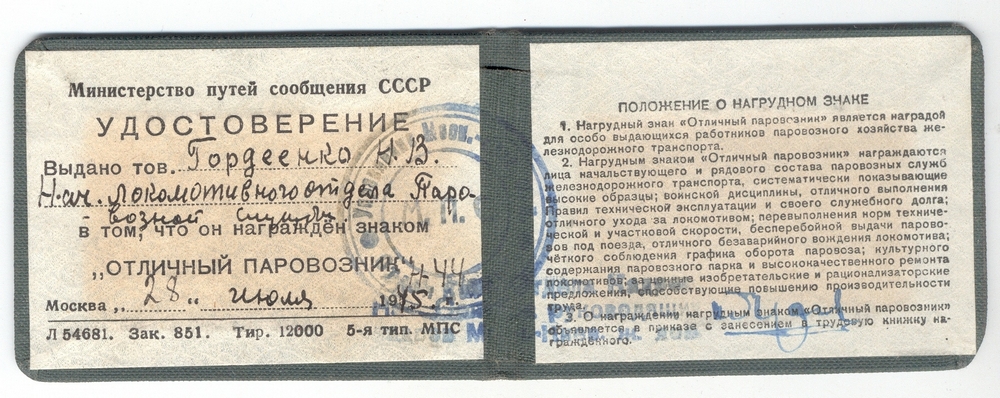 Министерство путей сообщения СССР
УДОСТОВЕРЕНИЕ
Выдано тов. Гордеенко Н.В.
Нач. Локомотивного отдела Паро-
возной службы
в том, что он награждён знаком
„ОТЛИЧНЫЙ ПАРОВОЗНИК"
Москва „ 28 „ июля 1945 г.
Л 54681. Зак. 851. Тир. 12000 5-я тип. МПС
ПОЛОЖЕНИЕ О НАГРУДНОМ ЗНАКЕ
1. Нагрудный знак «Отличный паровозник» является наградой
для особо выдающихся работников паровозного хозяйства же-
лезнодорожного транспорта.
2. Нагрудным знаком «Отличный паровозник» награждаются
лица начальствующего и рядового состава паровозных служб
железнодорожного транспорта, систематически показывающие
высокие образцы; воинской дисциплины, отличного выполнения
Правил технической эксплуатации и своего служебного долга;
отличного ухода за локомотивом; перевыполнения норм техниче-
ческой и участковой скорости, бесперебойной выдачи парово-
зов под поезда, отличного безаварийного вождения локомотива;
чёткого соблюдения графика оборота паровоза; культурного
содержания паровозного парка и высококачественного ремонта
локомотивов; за ценные изобретательские и рационализаторские
предложения, способствующие повышению производительности
труда.
3. О награждении нагрудным знаком «Отличный паровозник»
объявляется в приказе с занесением в трудовую книжку на-
граждённого.